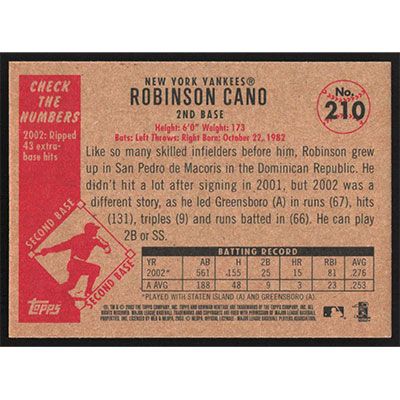 CHECK
THE
NUMBERS
2002: Ripped
43 extra-
base hits
NEW YORK YANKEES®
ROBINSON CANO
2ND BASE
Height: 6'0" Weight: 173
Bats: Left Throws: Right Born: October 22, 1982
No.
210
Like so many skilled infielders before him, Robinson grew
up in San Pedro de Macoris in the Dominican Republic. He
didn't hit a lot after signing in 2001, but 2002 was a
different story, as he led Greensboro (A) in runs (67), hits
(131), triples (9) and runs batted in (66). He can play
2B or SS.
SECOND BASE
SECOND BASE
Topps
BATTING RECORD
YR AB H 2B HR RBI AVG
2002* 561 .155 25 15 81 .276
A AVG 188 48 9 3 23 .253
*PLAYED WITH STATEN ISLAND (A) AND GREENSBORO (A).